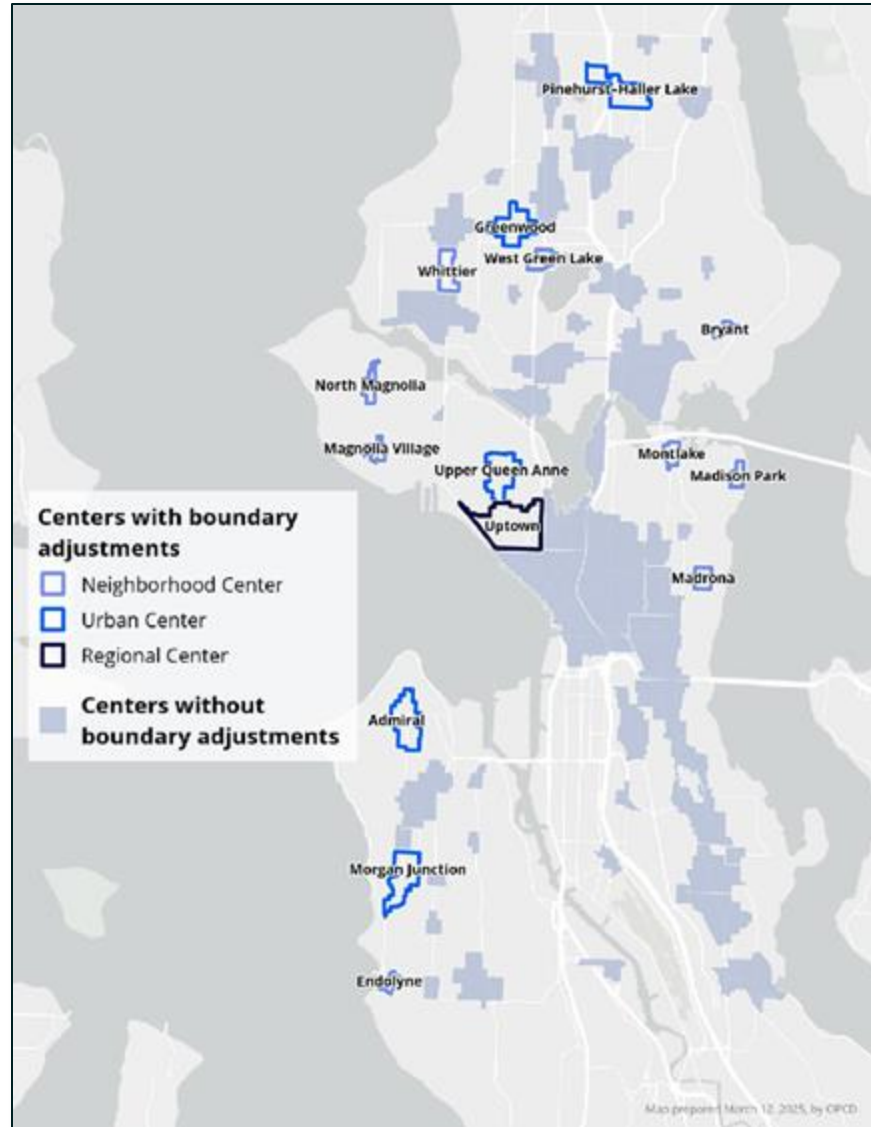 Pinehurst-Haller Lake
Greenwood
West Green Lake
Whittier
Bryant
North Magnolia
Magnolia Village
Montlake
Upper Queen Anne
Madison Park
Uptown
Madrona
Centers with boundary
adjustments
Neighborhood Center
Urban Center
Regional Center
Centers without
boundary adjustments
Admiral
Morgan Junction
Endolyne
Map prepared March 12, 2025, by OPCD